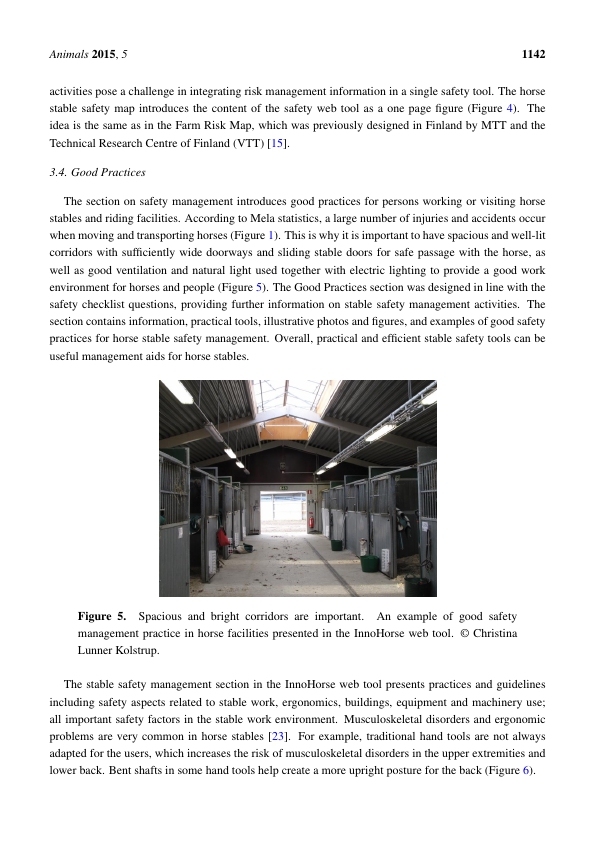 Animals 2015, 5 1142
activities pose a challenge in integrating risk management information in a single safety tool. The horse
stable safety map introduces the content of the safety web tool as a one page figure (Figure 4). The
idea is the same as in the Farm Risk Map, which was previously designed in Finland by MTT and the
Technical Research Centre of Finland (VTT) [15].
3.4. Good Practices
The section on safety management introduces good practices for persons working or visiting horse
stables and riding facilities. According to Mela statistics, a large number of injuries and accidents occur
when moving and transporting horses (Figure 1). This is why it is important to have spacious and well-lit
corridors with sufficiently wide doorways and sliding stable doors for safe passage with the horse, as
well as good ventilation and natural light used together with electric lighting to provide a good work
environment for horses and people (Figure 5). The Good Practices section was designed in line with the
safety checklist questions, providing further information on stable safety management activities. The
section contains information, practical tools, illustrative photos and figures, and examples of good safety
practices for horse stable safety management. Overall, practical and efficient stable safety tools can be
useful management aids for horse stables.
Figure 5. Spacious and bright corridors are important. An example of good safety
management practice in horse facilities presented in the InnoHorse web tool. © Christina
Lunner Kolstrup.
The stable safety management section in the InnoHorse web tool presents practices and guidelines
including safety aspects related to stable work, ergonomics, buildings, equipment and machinery use;
all important safety factors in the stable work environment. Musculoskeletal disorders and ergonomic
problems are very common in horse stables [23]. For example, traditional hand tools are not always
adapted for the users, which increases the risk of musculoskeletal disorders in the upper extremities and
lower back. Bent shafts in some hand tools help create a more upright posture for the back (Figure 6).